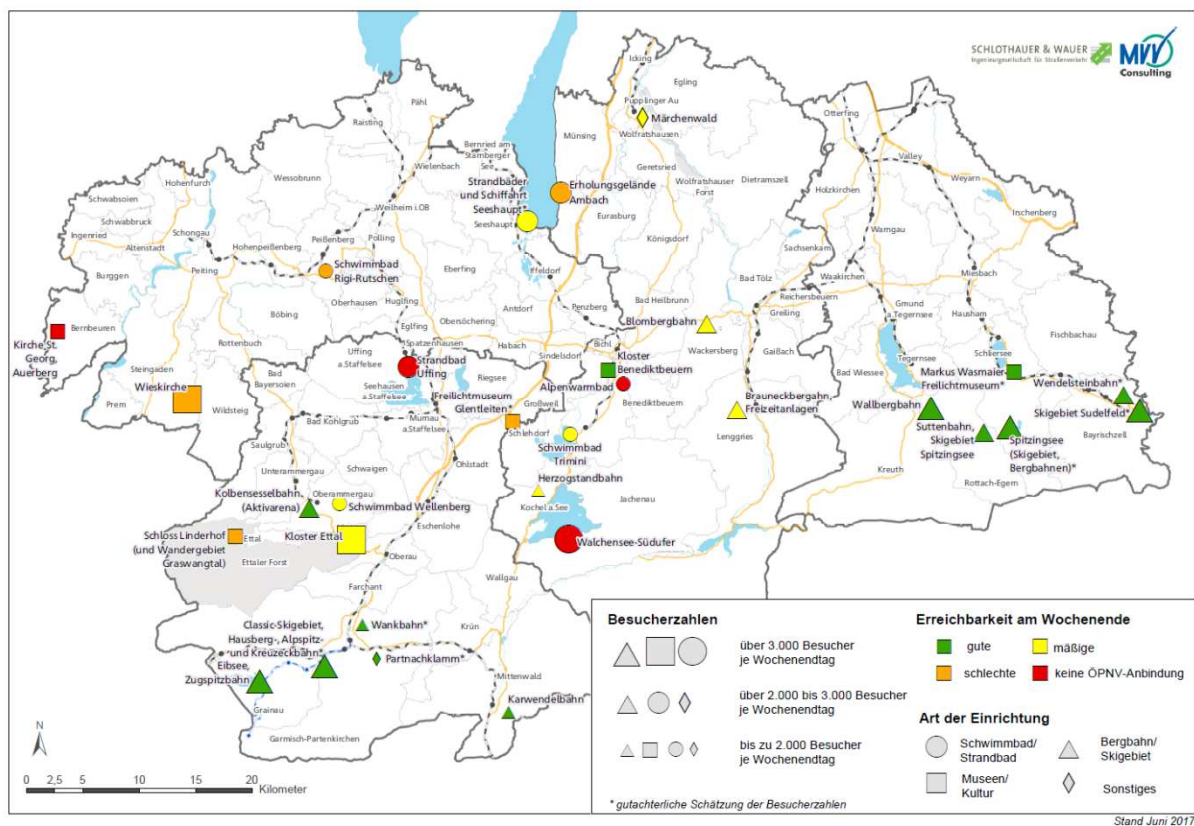 SCHLOTHAUER & WAUER
Ingenieurgesellschaft für Straßenverkehr
MVV
Consulting
Icking
Egling
Pupplinger Au
Märchenwald
Wolfratshausen
Pähl
Raisting
Münsing
Otterfing
Valley
Bernried am
Starnberger
See
Geretsried
Wielenbach
Strandbäder
und Schifffahrt
Seeshaupt*
Seeshaupt
Erholungsgelände
Ambach
Wolfratshauser
Forst
Dietramszell
Weyarn
Holzkirchen
Wessobrunn
Hohenfurch
Schwabsoien
Schwabbruck
Ingenried
Altenstadt
Schongau
Weilheim i.OB
Eurasburg
Irschenberg
Warngau
Hohenpeißenberg
Peißenberg
Polling
Königsdorf
Sachsenkam
Peiting
Schwimmbad
Rigi-Rutschen
Eberfing
Iffeldorf
Bad Tölz
Waakirchen
Miesbach
Burggen
Huglfing
Antdorf
Penzberg
Bad Heilbrunn
Reichersbeuern
Oberhausen
Greiling
Gmund
a.Tegernsee
Hausham
Böbing
Obersöchering
Blombergbahn
Fischbachau
Bernbeuren
Eglfing
Spatzenhausen
Habach
Sindelsdorf
Bichl
Wackersberg
Gaißach
Kirche St.
Georg,
Auerberg
Rottenbuch
Uffing
a.Staffelsee
Strandbad
Uffing
Kloster
Benediktbeuern
Tegernsee
Schliersee
Steingaden
Bad
Bayersoien
Seehausen
a.Staffelsee
Riegsee
Alpenwarmbad
Bad Wiessee
Markus Wasmaier-
Freilichtmuseum*
Wendelsteinbahn*
Wieskirche
(Freilichtmuseum
Glentleiten*
Großweil
Benediktbeuern
Brauneckbergahn,
Freizeitanlagen
Wallbergbahn
Skigebiet Sudelfeld*
Prem
Wildsteig
Bad Kohlgrub
Murnau
a.Staffelsee
Schlehdorf
Suttenbahn,
Skigebiet
Spitzingsee
Spitzingsee
(Skigebiet,
Bergbahnen)*
Bayrischzell
Saulgrub
Schwimmbad
Trimini
Lenggries
Schwaigen
Ohlstadt
Unterammergau
Herzogstandbahn
Kreuth
Rottach-Egern
Kolbensesselbahn
(Aktivarena)
Oberammergau
Schwimmbad Wellenberg
Kochel a.See
Jachenau
Schloss Linderhof
(und Wandergebiet
Graswangtal)
Ettal
Kloster Ettal
Eschenlohe
Walchensee-Südufer
Ettaler Forst
Oberau
Farchant
Wallgau
Classic-Skigebiet,
Hausberg-, Alpspitz-
und Kreuzeckbahn*
Wankbahn*
Krün
Eibsee,
Zugspitzbahn
Partnachklamm*
Mittenwald
Karwendelbahn
Grainau
Garmisch-Partenkirchen
N
0 2,5 5 10 15 20
Kilometer
Besucherzahlen
über 3.000 Besucher
je Wochenendtag
über 2.000 bis 3.000 Besucher
je Wochenendtag
bis zu 2.000 Besucher
je Wochenendtag
* gutachterliche Schätzung der Besucherzahlen
Erreichbarkeit am Wochenende
gute
mäßige
schlechte
keine ÖPNV-Anbindung
Art der Einrichtung
Schwimmbad/
Strandbad
Bergbahn/
Skigebiet
Museen/
Kultur
Sonstiges
Stand Juni 2017